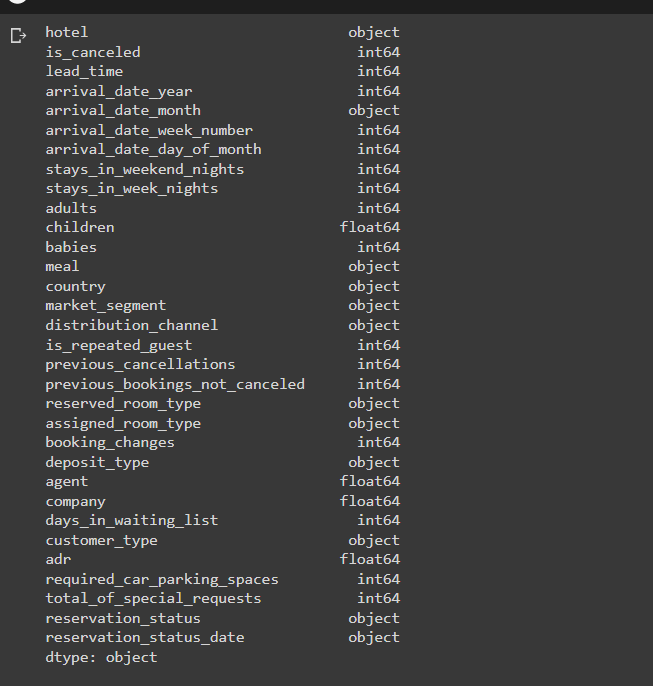 hotel object
is_canceled int64
lead_time int64
arrival_date_year int64
arrival_date_month object
arrival_date_week_number int64
arrival_date_day_of_month int64
stays_in_weekend_nights int64
stays_in_week_nights int64
adults int64
children float64
babies int64
meal object
country object
market_segment object
distribution_channel object
is_repeated_guest int64
previous_cancellations int64
previous_bookings_not_canceled int64
reserved_room_type object
assigned_room_type object
booking_changes int64
deposit_type object
agent float64
company float64
days_in_waiting_list int64
customer_type object
adr float64
required_car_parking_spaces int64
total_of_special_requests int64
reservation_status object
reservation_status_date object
dtype: object